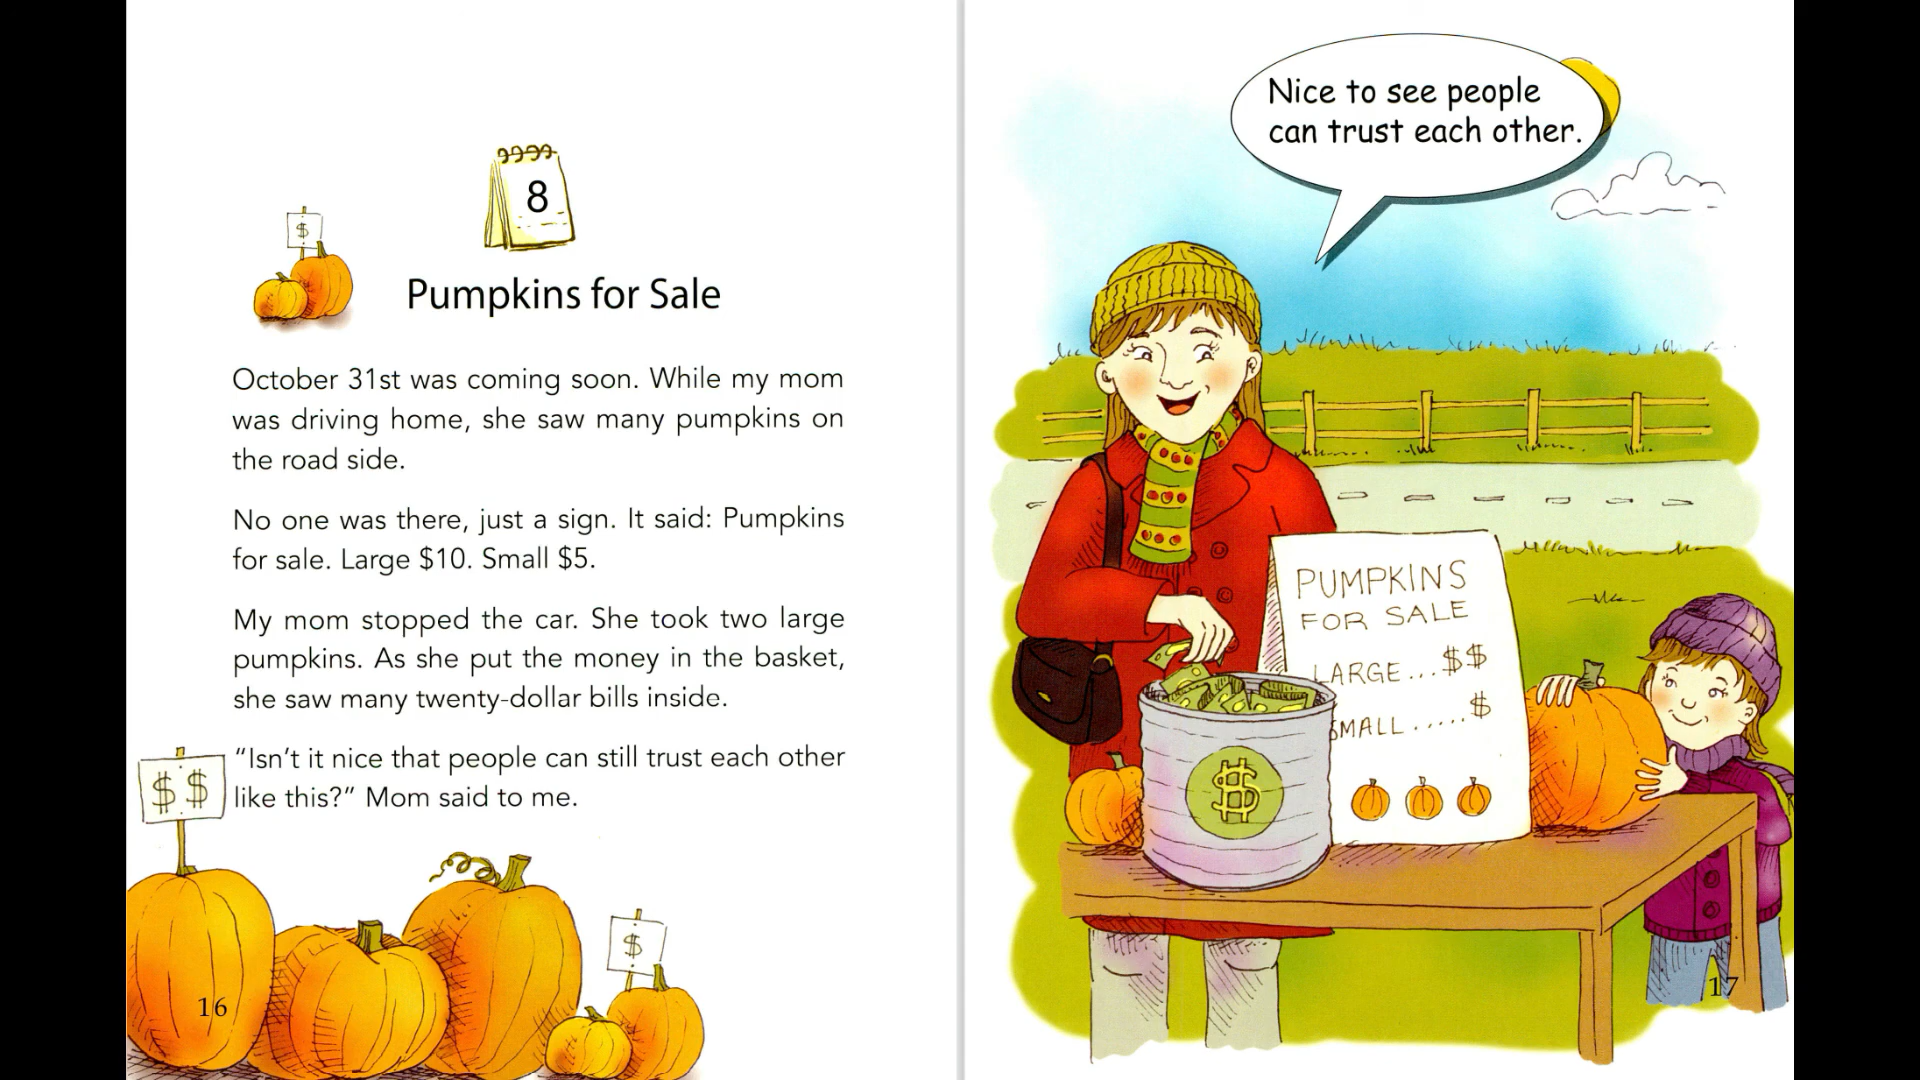 8
$
Pumpkins for Sale
October 31st was coming soon. While my mom
was driving home, she saw many pumpkins on
the road side.
No one was there, just a sign. It said: Pumpkins
for sale. Large $10. Small $5.
My mom stopped the car. She took two large
pumpkins. As she put the money in the basket,
she saw many twenty-dollar bills inside.
“Isn’t it nice that people can still trust each other
like this?” Mom said to me.
$$
$
16
Nice to see people
can trust each other.
PUMPKINS
FOR SALE
LARGE...$$
SMALL.....$
$
17